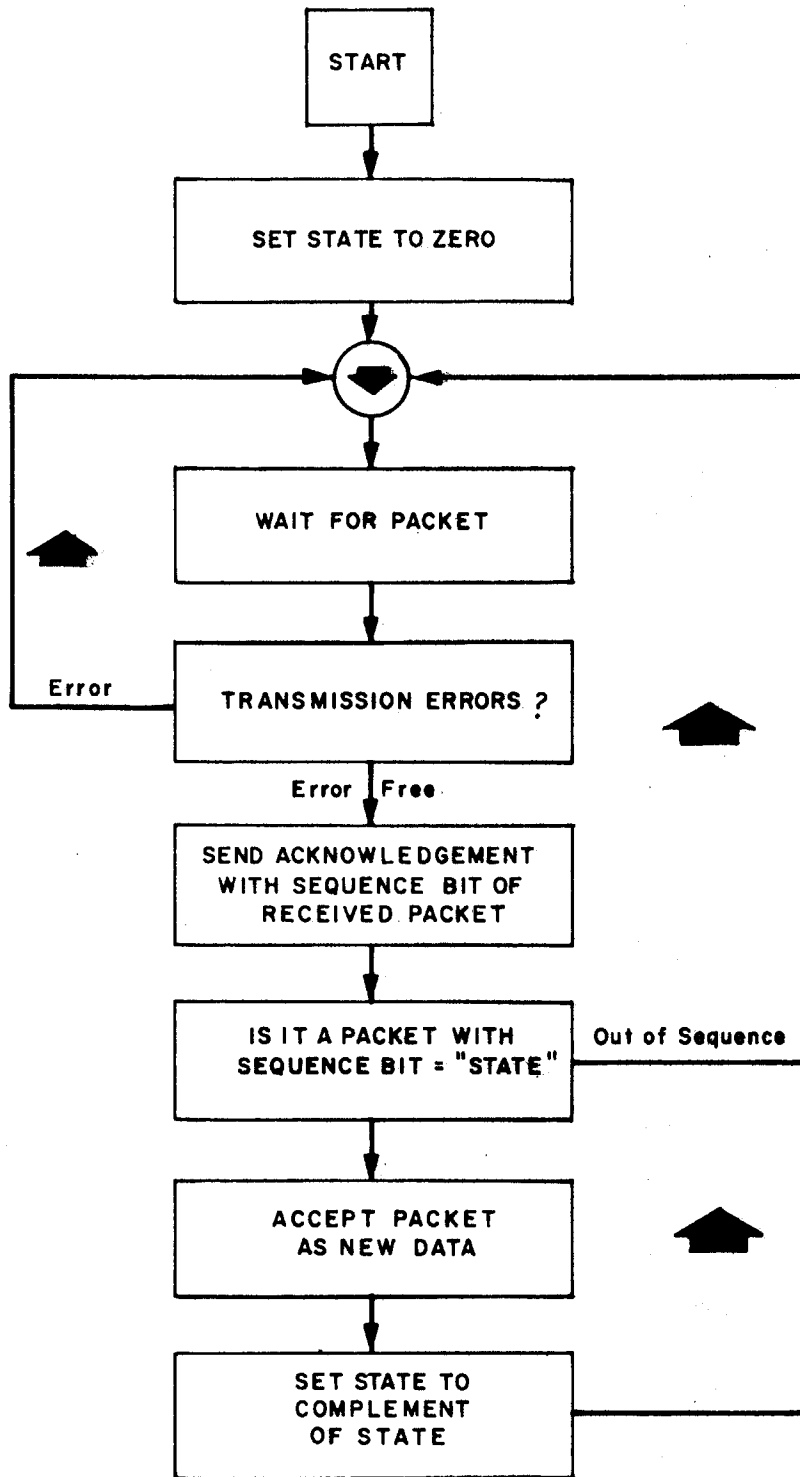 START
SET STATE TO ZERO
WAIT FOR PACKET
TRANSMISSION ERRORS ?
Error
Error Free
SEND ACKNOWLEDGEMENT
WITH SEQUENCE BIT OF
RECEIVED PACKET
IS IT A PACKET WITH
SEQUENCE BIT = "STATE"
Out of Sequence
ACCEPT PACKET
AS NEW DATA
SET STATE TO
COMPLEMENT
OF STATE